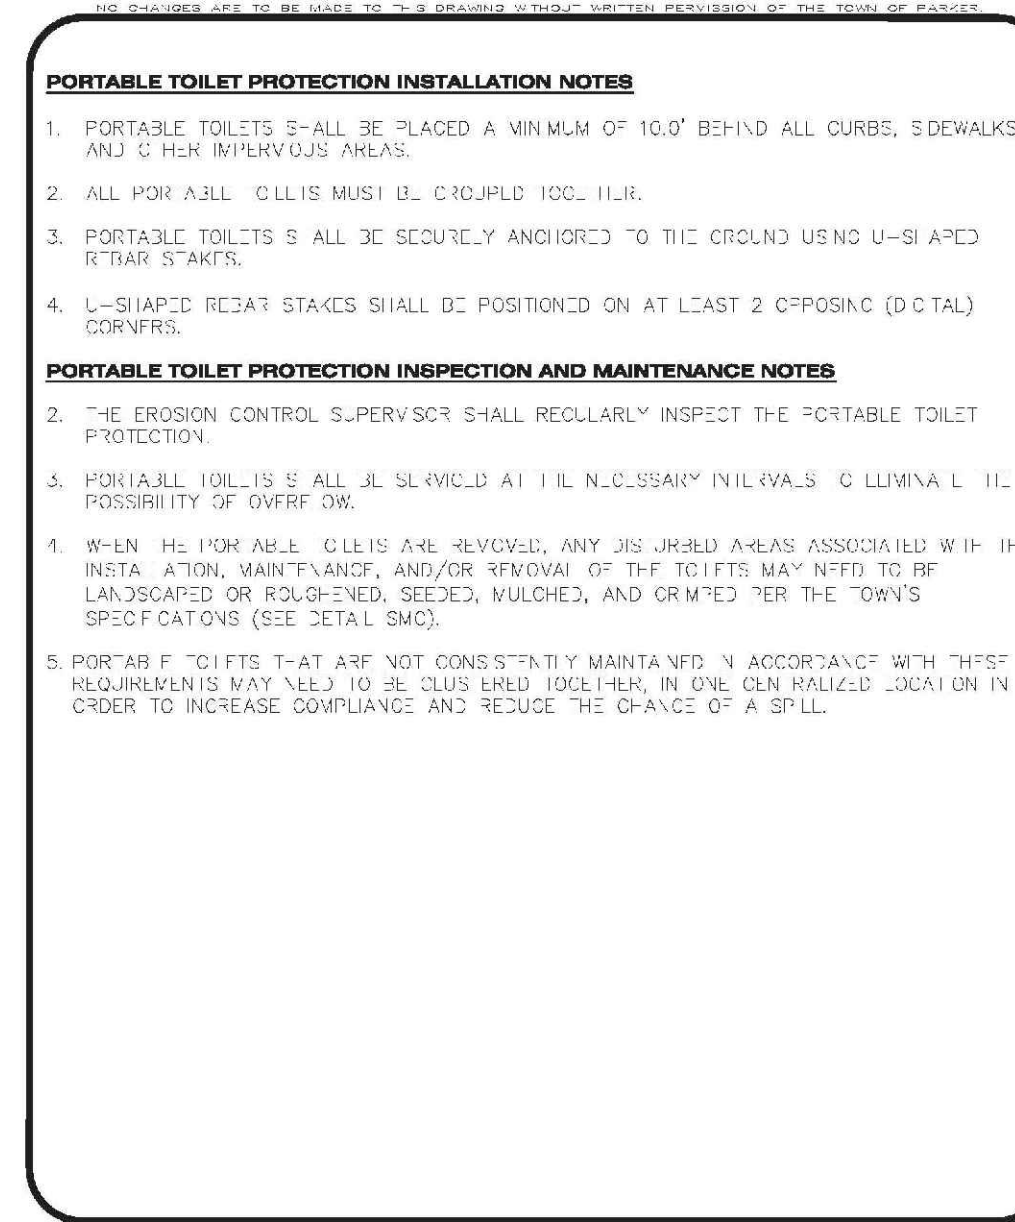 NO CHANGES ARE TO BE MADE TO THIS DRAWING WITHOUT WRITTEN PERMISSION OF THE TOWN OF PARKER.
PORTABLE TOILET PROTECTION INSTALLATION NOTES
1. PORTABLE TOILETS SHALL BE PLACED A MINIMUM OF 10.0' BEHIND ALL CURBS, SIDEWALKS
AND OTHER IMPERVIOUS AREAS.
2. ALL PORTABLE TOILETS MUST BE GROUPED TOGETHER.
3. PORTABLE TOILETS SHALL BE SECURELY ANCHORED TO THE GROUND USING U-SHAPED
REBAR STAKES.
4. U-SHAPED REBAR STAKES SHALL BE POSITIONED ON AT LEAST 2 OPPOSING (DIGITAL)
CORNERS.
PORTABLE TOILET PROTECTION INSPECTION AND MAINTENANCE NOTES
2. THE EROSION CONTROL SUPERVISOR SHALL REGULARLY INSPECT THE PORTABLE TOILET
PROTECTION.
3. PORTABLE TOILETS SHALL BE SERVICED AT THE NECESSARY INTERVALS TO ELIMINATE THE
POSSIBILITY OF OVERFLOW.
4. WHEN THE PORTABLE TOILETS ARE REMOVED, ANY DISTURBED AREAS ASSOCIATED WITH TH
INSTALLATION, MAINTENANCE, AND/OR REMOVAL OF THE TOILETS MAY NEED TO BE
LANDSCAPED OR ROUGHENED, SEEDED, MULCHED, AND CRIMPED PER THE TOWN'S
SPECIFICATIONS (SEE DETAIL SMC).
5. PORTABLE TOILETS THAT ARE NOT CONSISTENTLY MAINTAINED IN ACCORDANCE WITH THESE
REQUIREMENTS MAY NEED TO BE CLUSTERED TOGETHER, IN ONE CENTRALIZED LOCATION IN
ORDER TO INCREASE COMPLIANCE AND REDUCE THE CHANCE OF A SPILL.